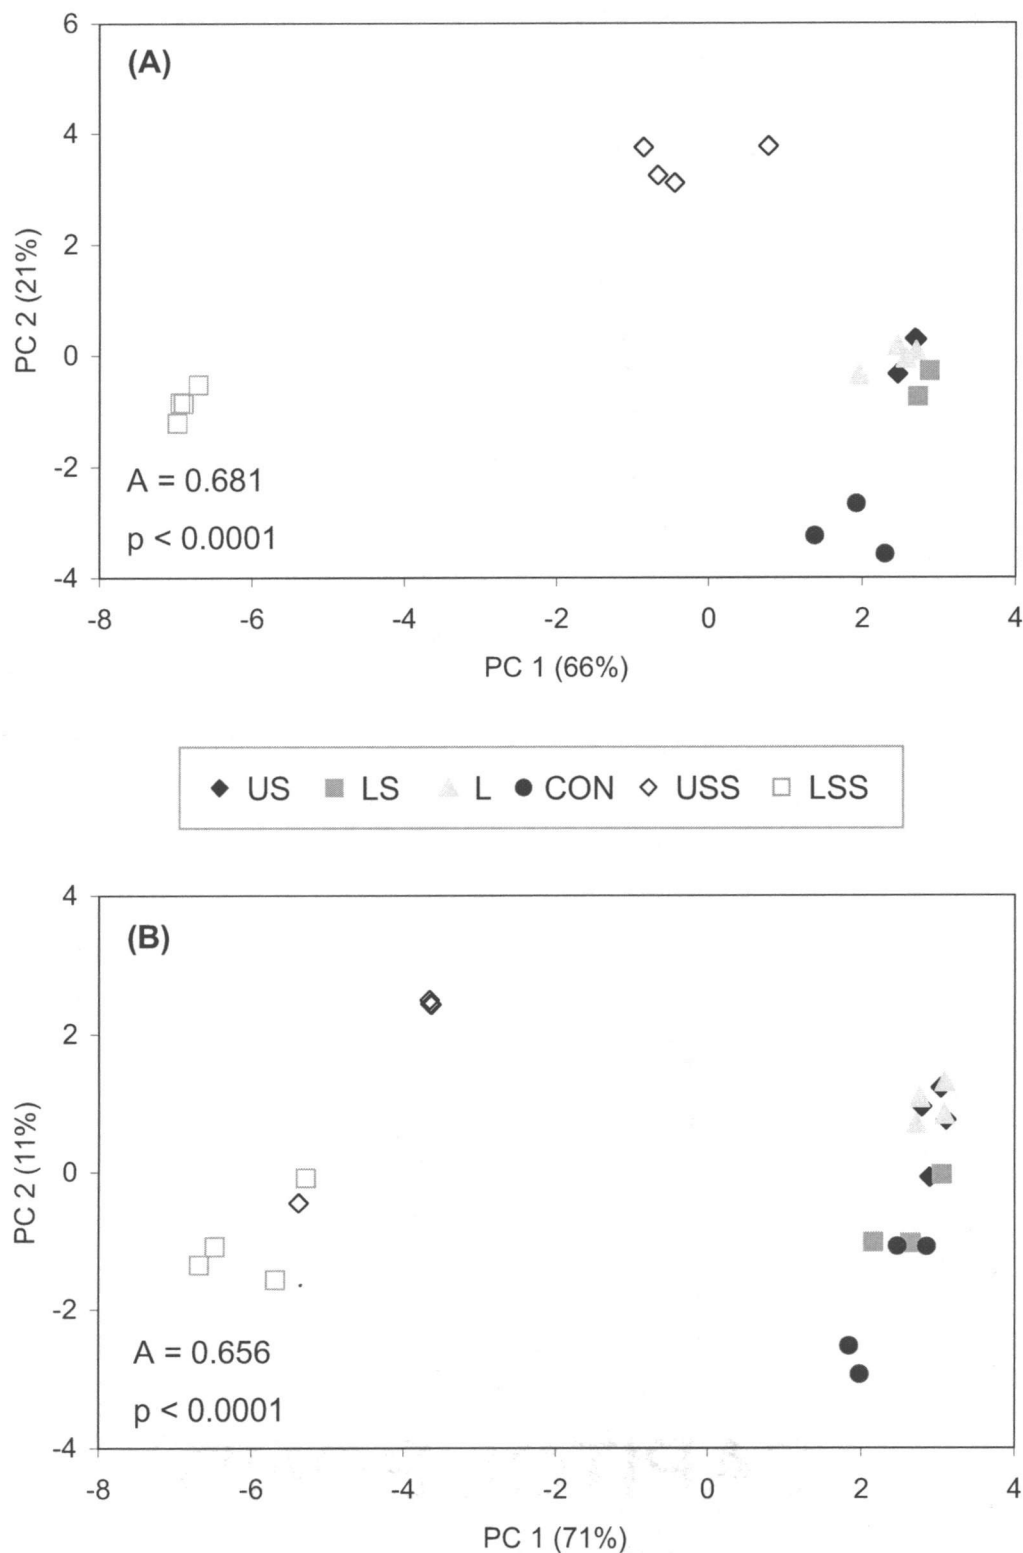 (A)
6
4
2
0
-2
-4
PC 2 (21%)
A = 0.681
p < 0.0001
-8 -6 -4 -2 0 2 4
PC 1 (66%)
US LS L CON USS LSS
(B)
4
2
0
-2
-4
PC 2 (11%)
A = 0.656
p < 0.0001
-8 -6 -4 -2 0 2 4
PC 1 (71%)